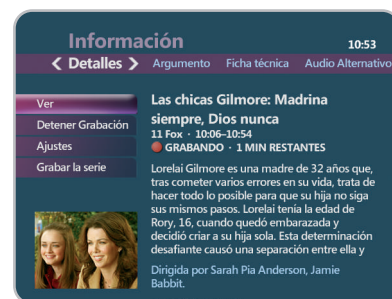 Información
10:53
< Detalles > Argumento Ficha técnica Audio Alternativo
Ver
Detener Grabación
Ajustes
Grabar la serie
Las chicas Gilmore: Madrina
siempre, Dios nunca
11 Fox · 10:06–10:54
GRABANDO · 1 MIN RESTANTES
Lorelai Gilmore es una madre de 32 años que,
tras cometer varios errores en su vida, trata de
hacer todo lo posible para que su hija no siga
sus mismos pasos. Lorelai tenía la edad de
Rory, 16, cuando quedó embarazada y
decidió criar a su hija sola. Esta determinación
desafiante causó una separación entre ella y
Dirigida por Sarah Pia Anderson, Jamie
Babbit.